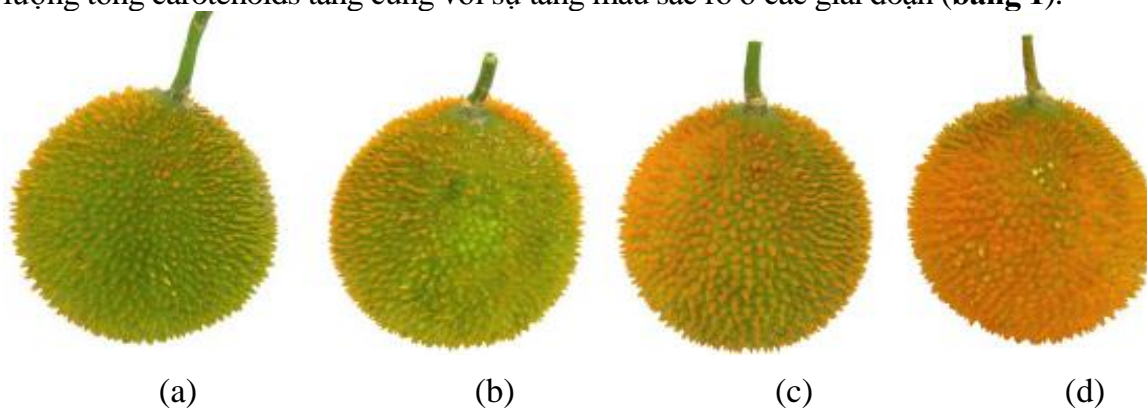 lượng tổng carotenoids tăng cùng với sự tăng màu sắc rõ ở các giai đoạn (bảng 1).
(a) (b) (c) (d)